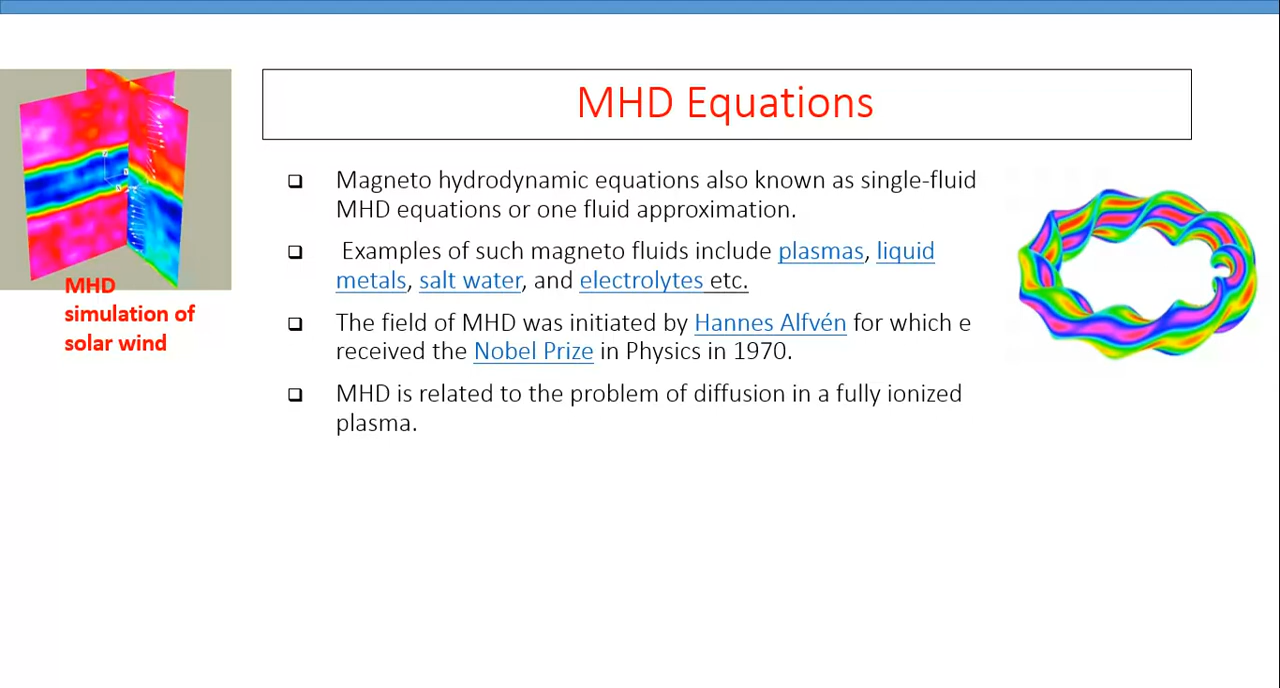 MHD Equations
Magneto hydrodynamic equations also known as single-fluid
MHD equations or one fluid approximation.
Examples of such magneto fluids include plasmas, liquid
metals, salt water, and electrolytes etc.
The field of MHD was initiated by Hannes Alfvén for which e
received the Nobel Prize in Physics in 1970.
MHD is related to the problem of diffusion in a fully ionized
plasma.
MHD
simulation of
solar wind